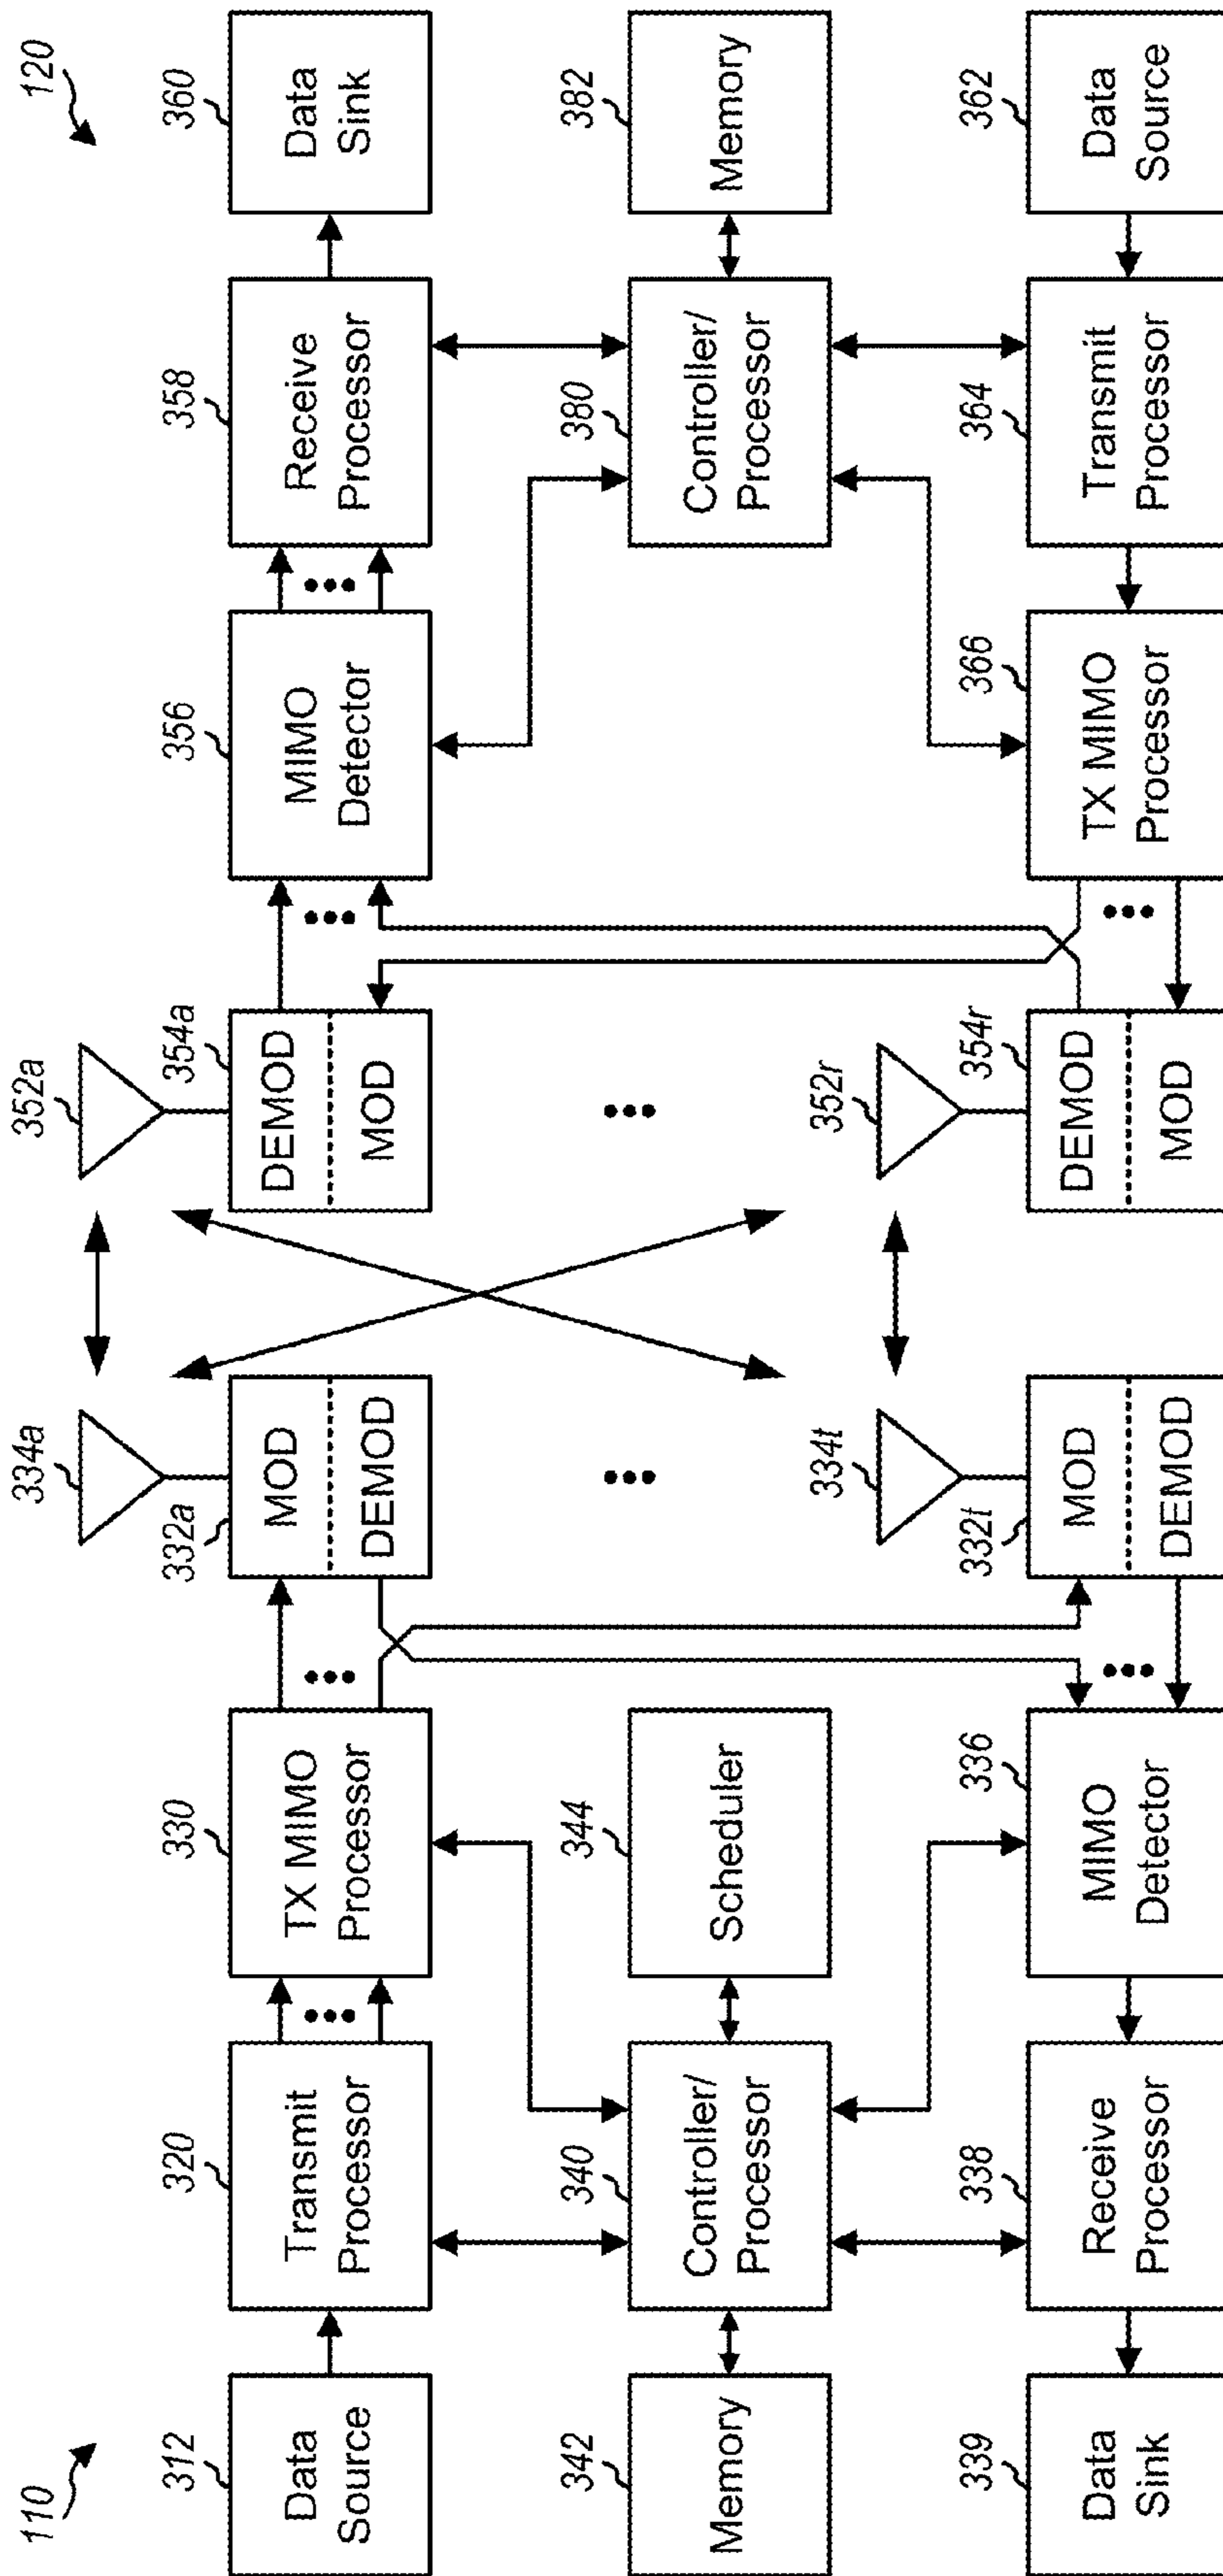 110
120
334a
352a
312
320
330
332a
354a
356
358
360
Data
Source
Transmit
Processor
TX MIMO
Processor
MOD
DEMOD
DEMOD
MOD
MIMO
Detector
Receive
Processor
Data
Sink
342
340
344
380
382
Memory
Controller/
Processor
Scheduler
Controller/
Processor
Memory
334t
352r
339
338
336
332t
354r
366
364
362
Data
Sink
Receive
Processor
MIMO
Detector
MOD
DEMOD
DEMOD
MOD
TX MIMO
Processor
Transmit
Processor
Data
Source